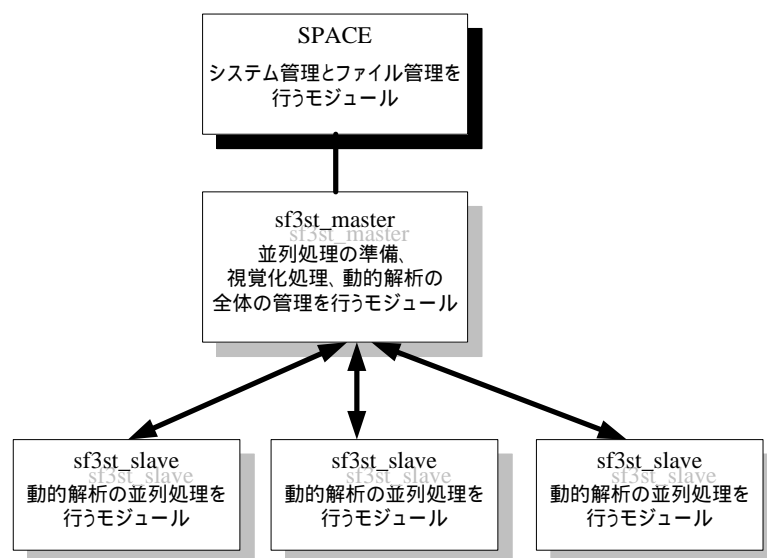 SPACE
システム管理とファイル管理を
行うモジュール
sf3st_master
並列処理の準備、
視覚化処理、動的解析の
全体の管理を行うモジュール
sf3st_slave
動的解析の並列処理を
行うモジュール
sf3st_slave
動的解析の並列処理を
行うモジュール
sf3st_slave
動的解析の並列処理を
行うモジュール